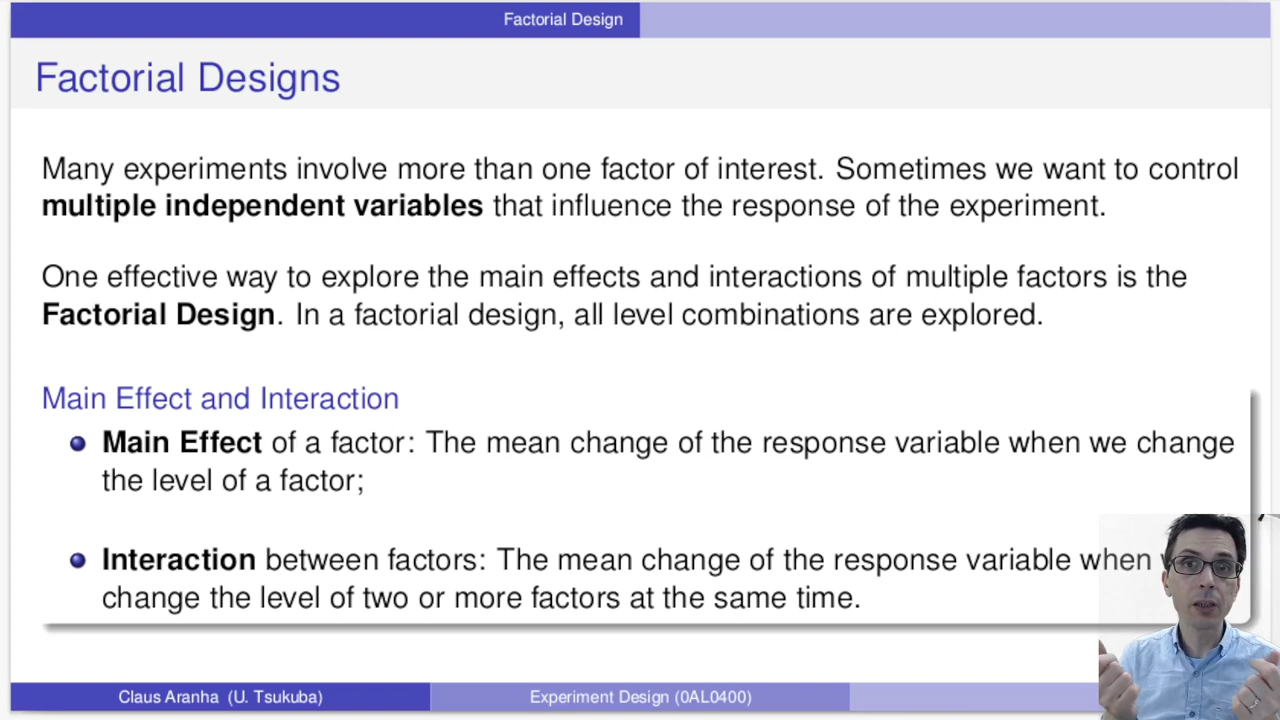 Factorial Design
Factorial Designs
Many experiments involve more than one factor of interest. Sometimes we want to control
multiple independent variables that influence the response of the experiment.
One effective way to explore the main effects and interactions of multiple factors is the
Factorial Design. In a factorial design, all level combinations are explored.
Main Effect and Interaction
Main Effect of a factor: The mean change of the response variable when we change
the level of a factor;
Interaction between factors: The mean change of the response variable when
change the level of two or more factors at the same time.
Claus Aranha (U. Tsukuba)
Experiment Design (0AL0400)